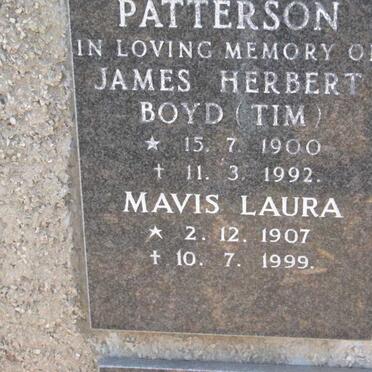 PATTERSON
IN LOVING MEMORY O
JAMES HERBERT
BOYD (TIM)
★ 15. 7. 1900
† 11. 3. 1992.
MAVIS LAURA
★ 2. 12. 1907
† 10. 7. 1999.